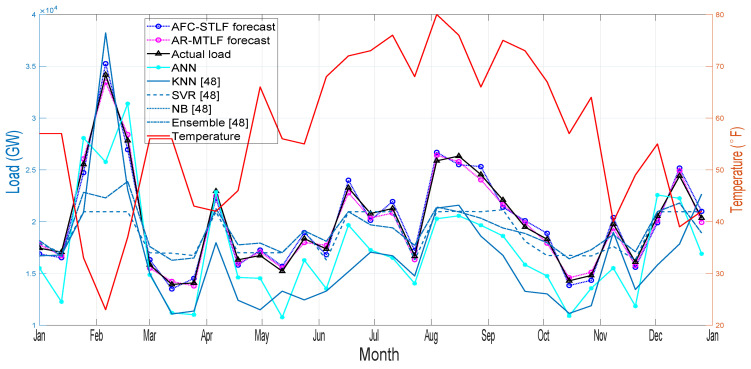 ×10⁴
4
3.5
3
2.5
2
1.5
1
Load (GW)
80
70
60
50
40
30
20
Temperature (°F)
AFC-STLF forecast
AR-MTLF forecast
Actual load
ANN
KNN [48]
SVR [48]
NB [48]
Ensemble [48]
Temperature
Jan Feb Mar Apr May Jun Jul Aug Sep Oct Nov Dec Jan
Month